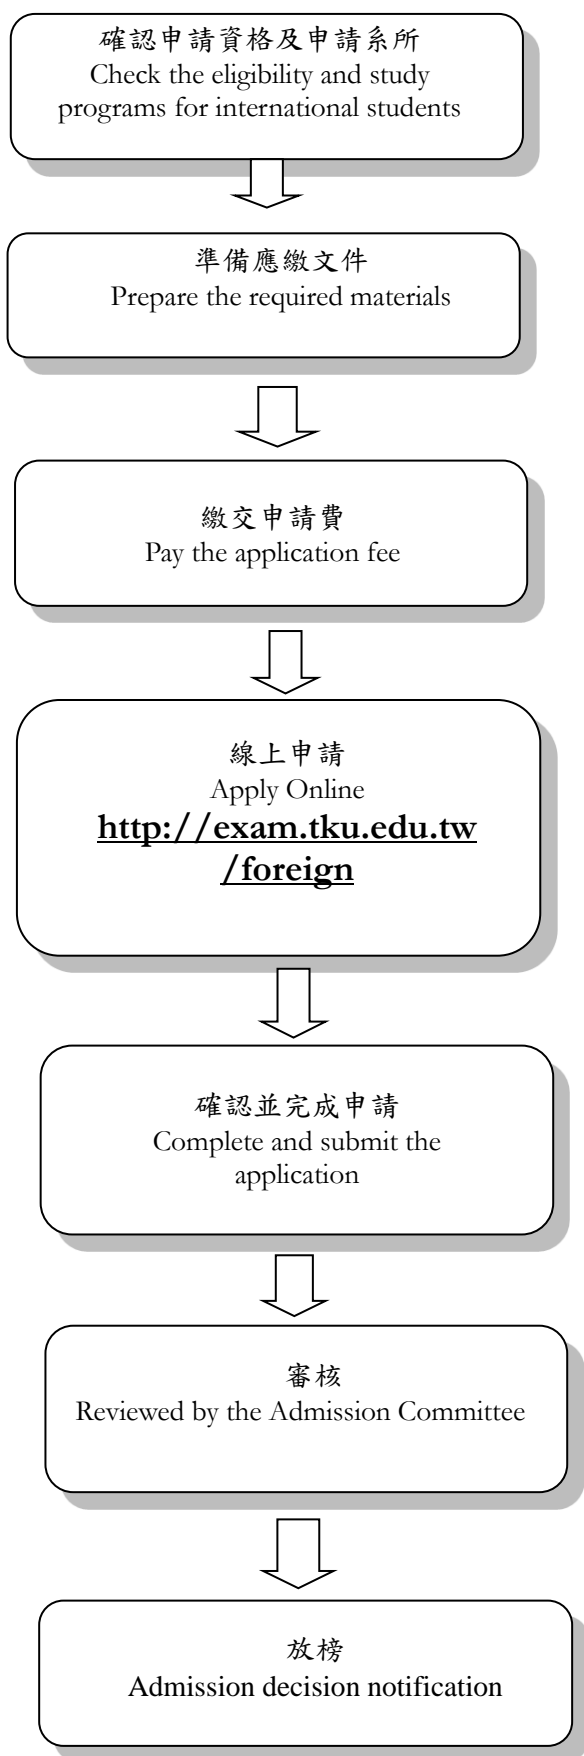 確認申請資格及申請系所
Check the eligibility and study
programs for international students
準備應繳文件
Prepare the required materials
繳交申請費
Pay the application fee
線上申請
Apply Online
http://exam.tku.edu.tw
/foreign
確認並完成申請
Complete and submit the
application
審核
Reviewed by the Admission Committee
放榜
Admission decision notification